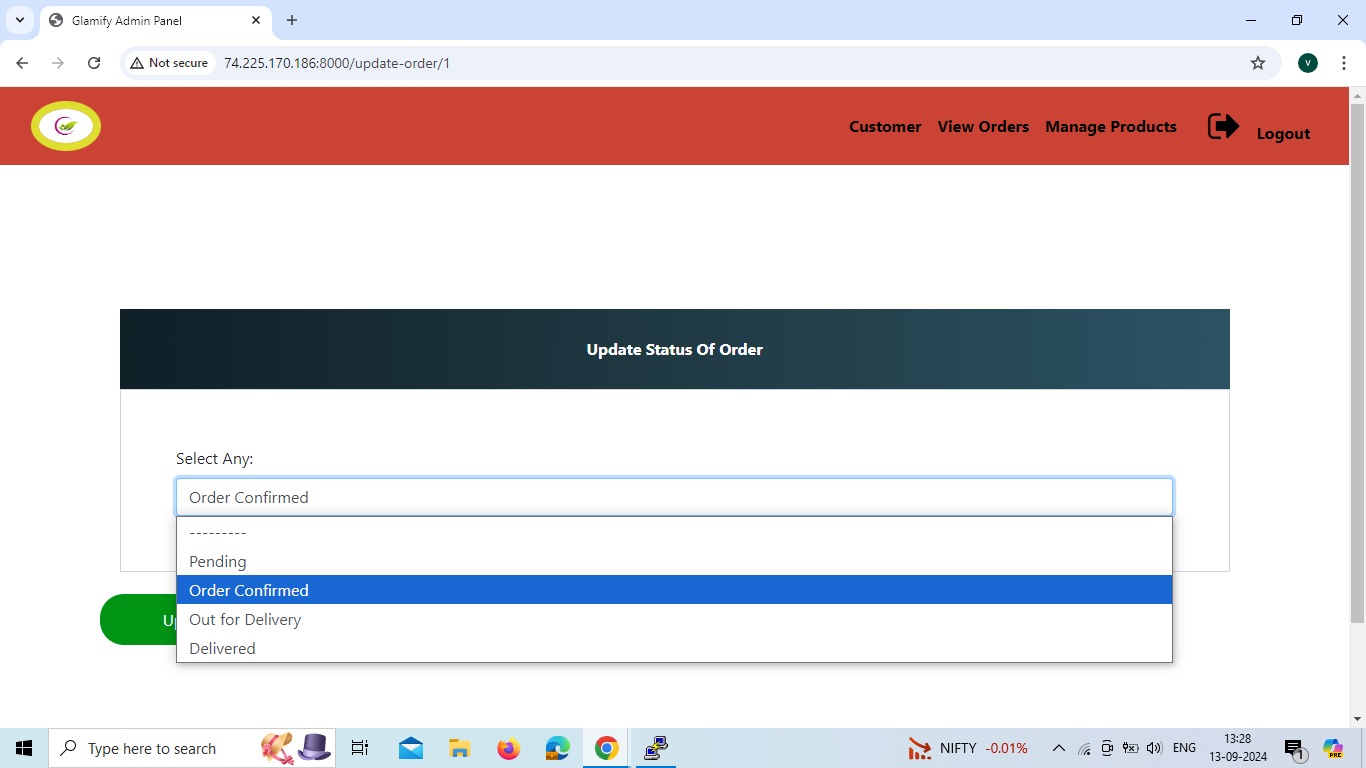 Glamify Admin Panel
Not secure
74.225.170.186:8000/update-order/1
V
Customer View Orders Manage Products Logout
Update Status Of Order
Select Any:
Order Confirmed
---------
Pending
Order Confirmed
Out for Delivery
Delivered
Type here to search
NIFTY -0.01%
ENG
13:28
13-09-2024
1
PRE